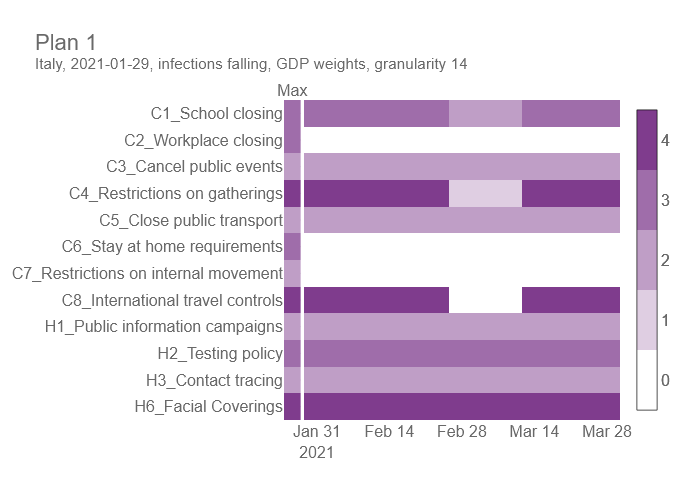 Plan 1
Italy, 2021-01-29, infections falling, GDP weights, granularity 14
Max
C1_School closing
C2_Workplace closing
C3_Cancel public events
C4_Restrictions on gatherings
C5_Close public transport
C6_Stay at home requirements
C7_Restrictions on internal movement
C8_International travel controls
H1_Public information campaigns
H2_Testing policy
H3_Contact tracing
H6_Facial Coverings
4
3
2
1
0
Jan 31 Feb 14 Feb 28 Mar 14 Mar 28
2021